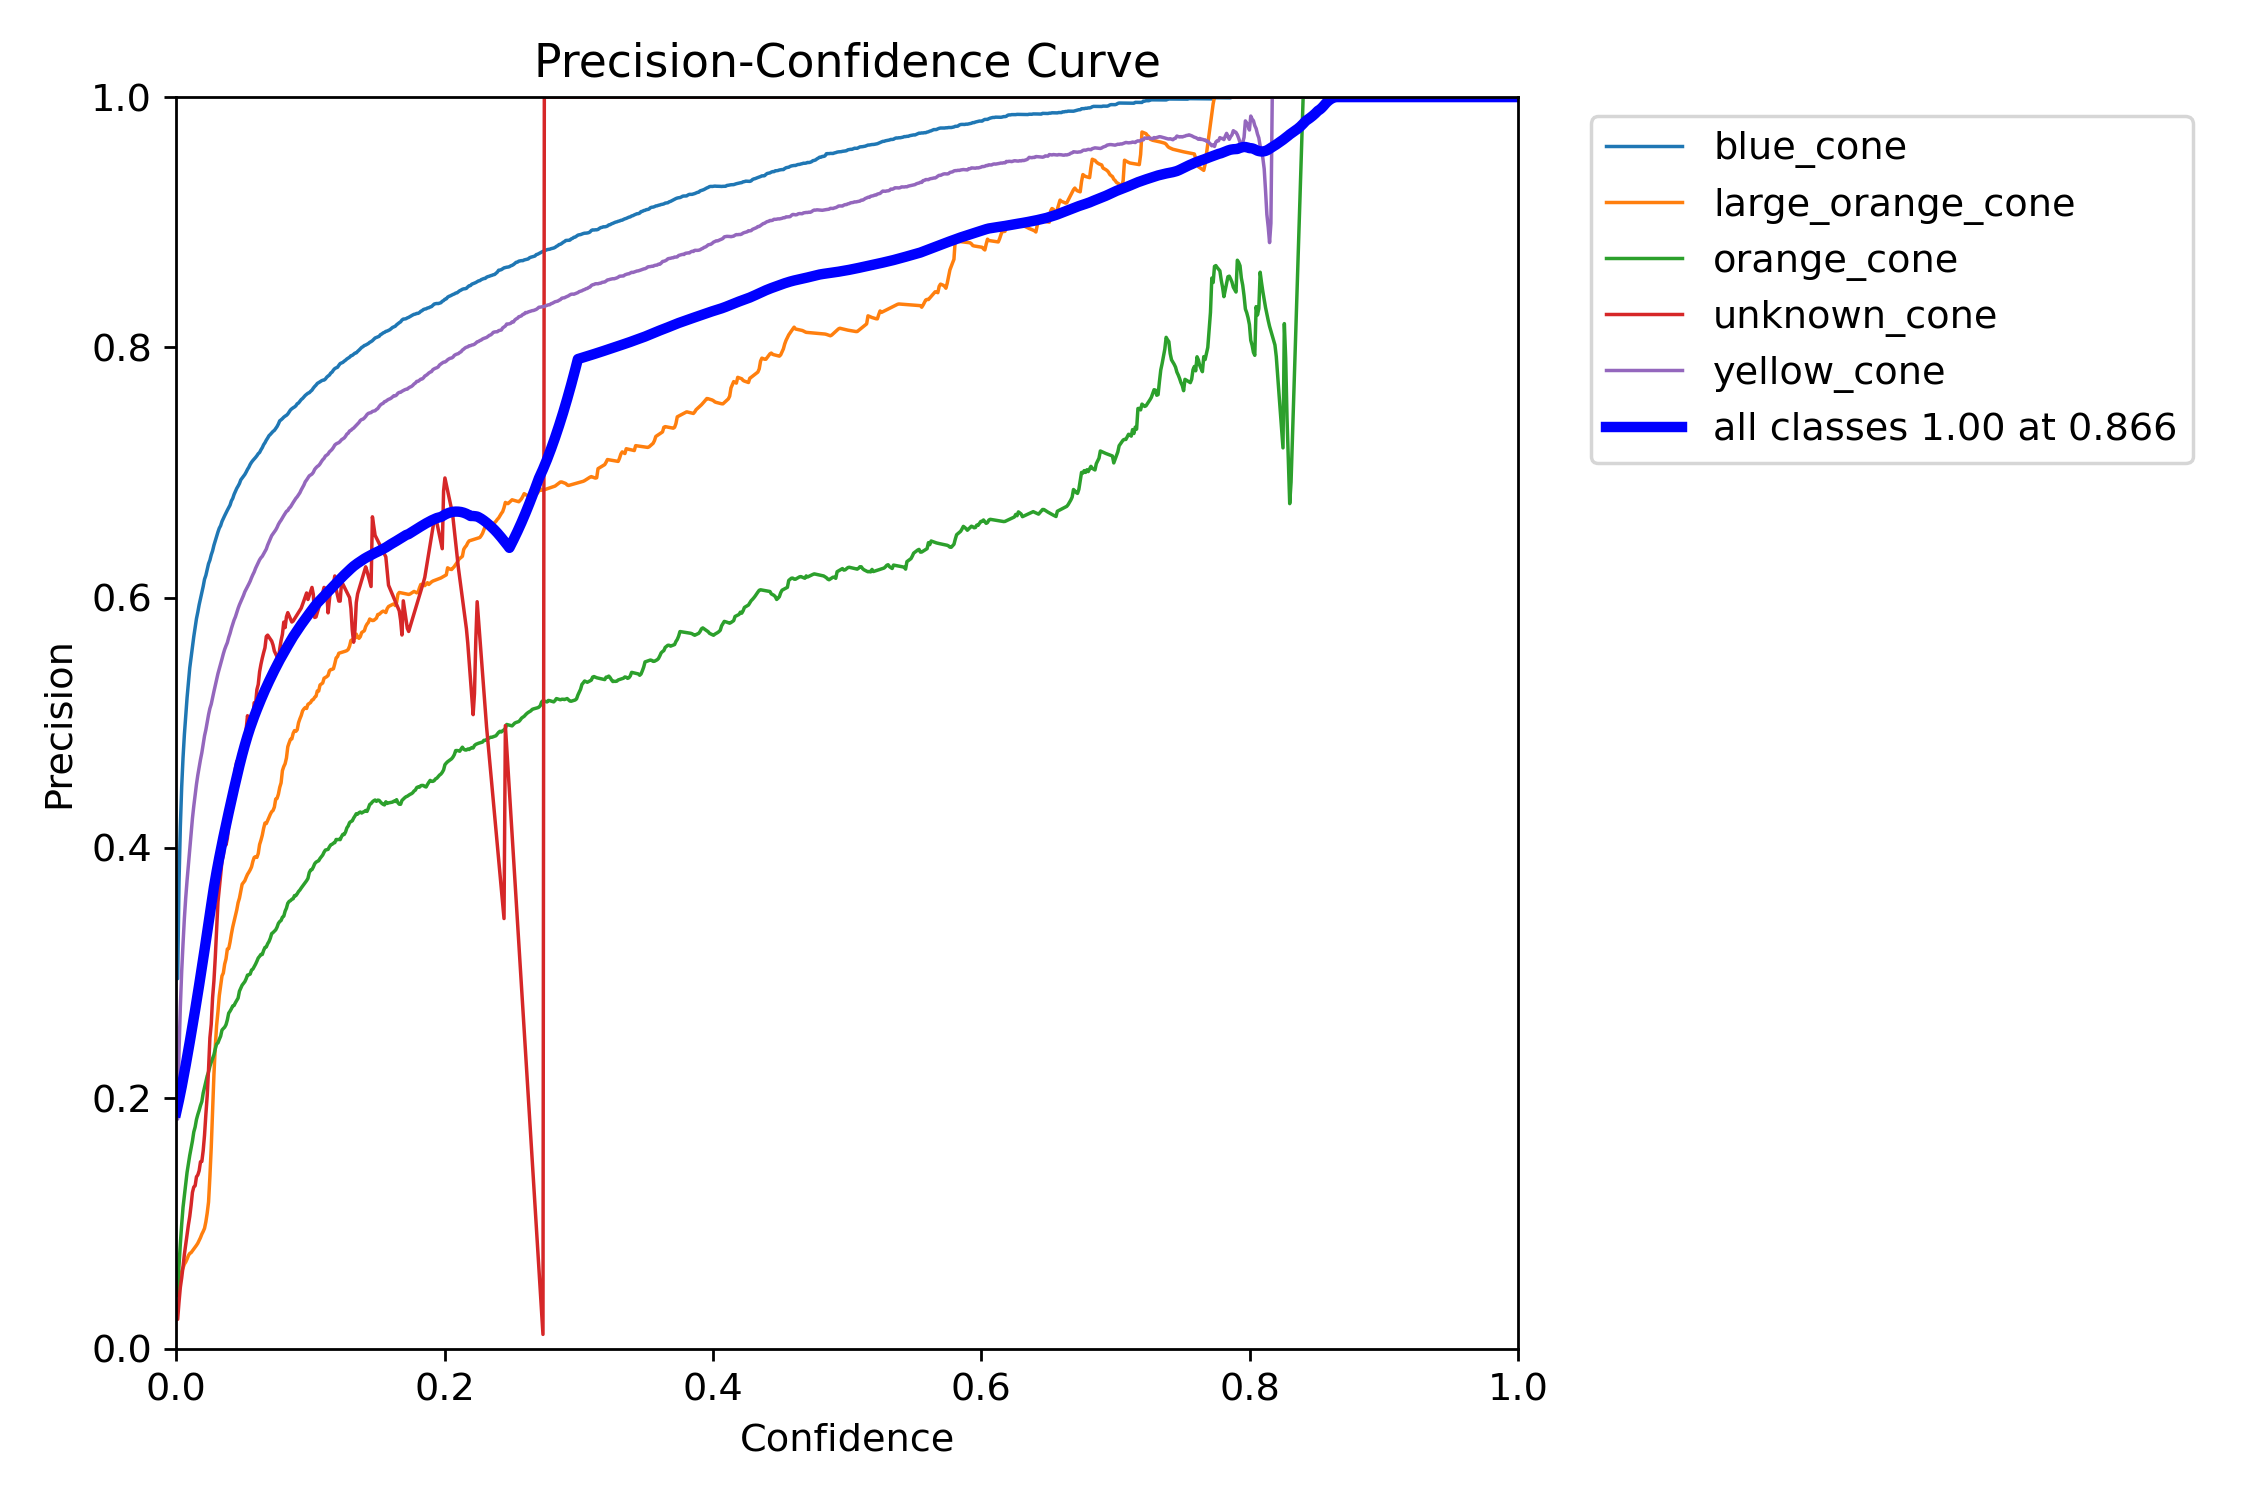 Precision-Confidence Curve
1.0
0.8
0.6
0.4
0.2
0.0
Precision
0.0 0.2 0.4 0.6 0.8 1.0
Confidence
blue_cone
large_orange_cone
orange_cone
unknown_cone
yellow_cone
all classes 1.00 at 0.866